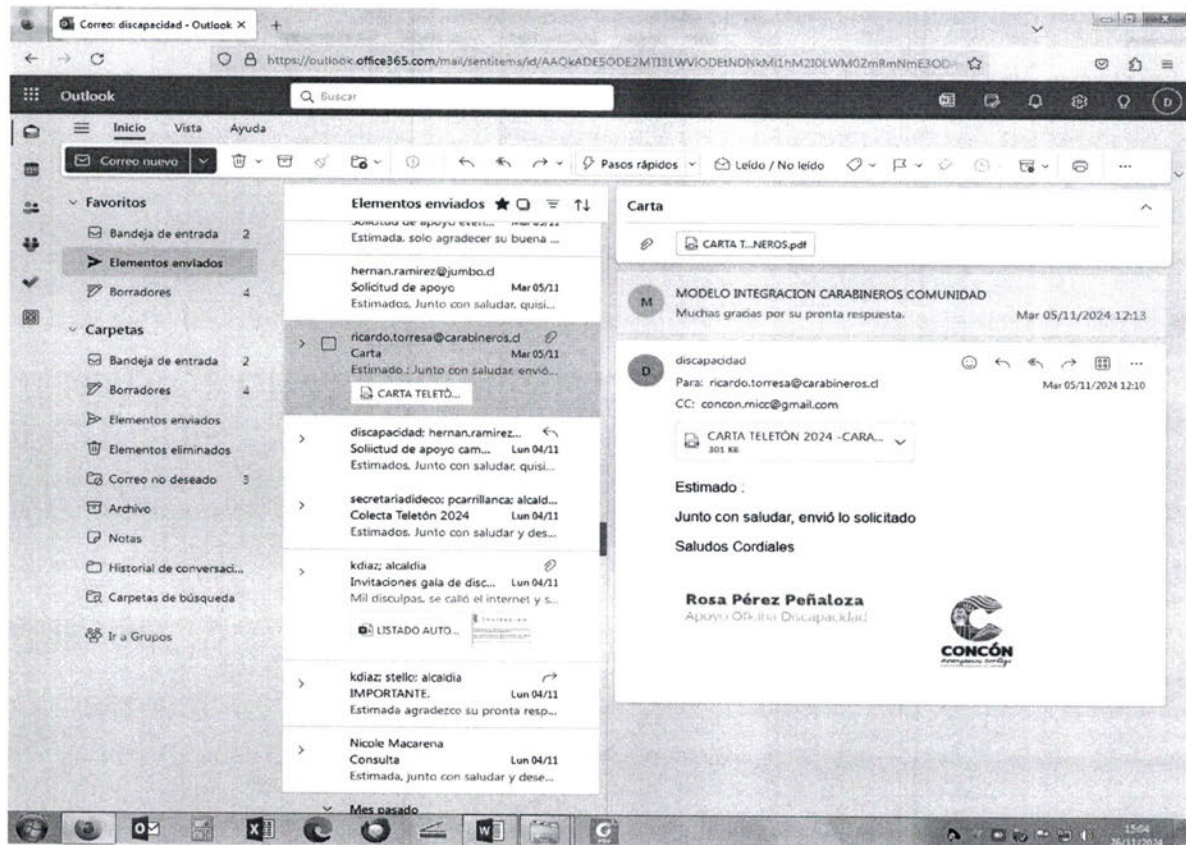 Correo: discapacidad - Outlook
https://outlook.office365.com/mail/sentitems/id/
Outlook
Buscar
D
Inicio Vista Ayuda
Correo nuevo
Pasos rápidos
Leído / No leído
Favoritos
Bandeja de entrada 2
Elementos enviados
Borradores 4
Carpetas
Bandeja de entrada 2
Borradores 4
Elementos enviados
Elementos eliminados
Correo no deseado 3
Archivo
Notas
Historial de conversaci...
Carpetas de búsqueda
Ir a Grupos
Elementos enviados
Solicitud de apoyo even... Mar 05/11
Estimada, solo agradecer su buena ...
hernan.ramirez@jumbo.cl
Solicitud de apoyo Mar 05/11
Estimados, Junto con saludar, quisi...
ricardo.torresa@carabineros.cl
Carta Mar 05/11
Estimado : Junto con saludar, envió...
CARTA TELETÓ...
discapacidad; hernan.ramirez...
Soliictud de apoyo cam... Lun 04/11
Estimados, Junto con saludar, quisi...
secretariadideco; pcarrillanca; alcald...
Colecta Teletón 2024 Lun 04/11
Estimados, Junto con saludar y des...
kdiaz; alcaldia
Invitaciones gala de disc... Lun 04/11
Mil disculpas, se calló el internet y s...
LISTADO AUTO...
kdiaz; stello; alcaldia
IMPORTANTE. Lun 04/11
Estimada agradezco su pronta resp...
Nicole Macarena
Consulta Lun 04/11
Estimada, junto con saludar y dese...
Mes pasado
Carta
CARTA T...NEROS.pdf
M
MODELO INTEGRACION CARABINEROS COMUNIDAD
Muchas gracias por su pronta respuesta. Mar 05/11/2024 12:13
D
discapacidad
Para: ricardo.torresa@carabineros.cl Mar 05/11/2024 12:10
CC: concon.micc@gmail.com
CARTA TELETÓN 2024 -CARA...
301 KB
Estimado :
Junto con saludar, envió lo solicitado
Saludos Cordiales
Rosa Pérez Peñaloza
Apoyo Oficina Discapacidad
CONCÓN
15:04
26/11/2024